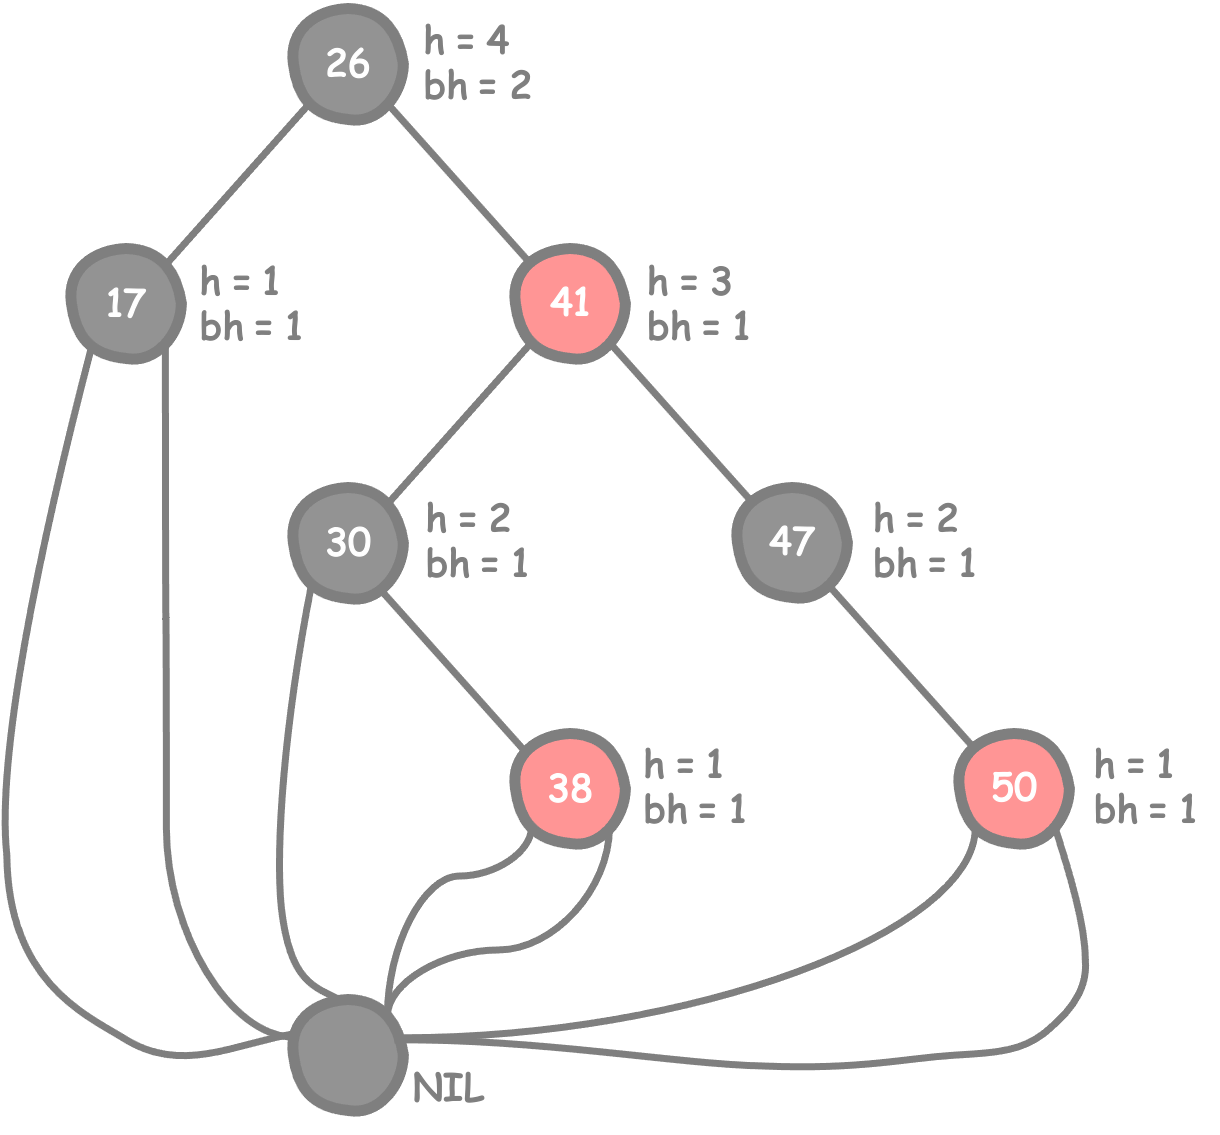 26
h = 4
bh = 2
17
h = 1
bh = 1
41
h = 3
bh = 1
30
h = 2
bh = 1
47
h = 2
bh = 1
38
h = 1
bh = 1
50
h = 1
bh = 1
NIL